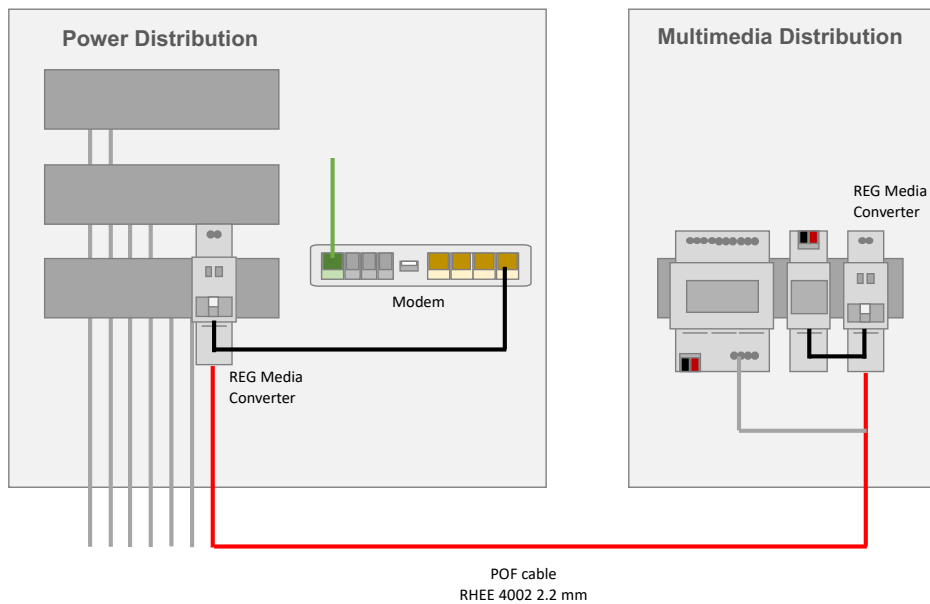 Power Distribution
Multimedia Distribution
REG Media
Converter
Modem
REG Media
Converter
POF cable
RHEE 4002 2.2 mm